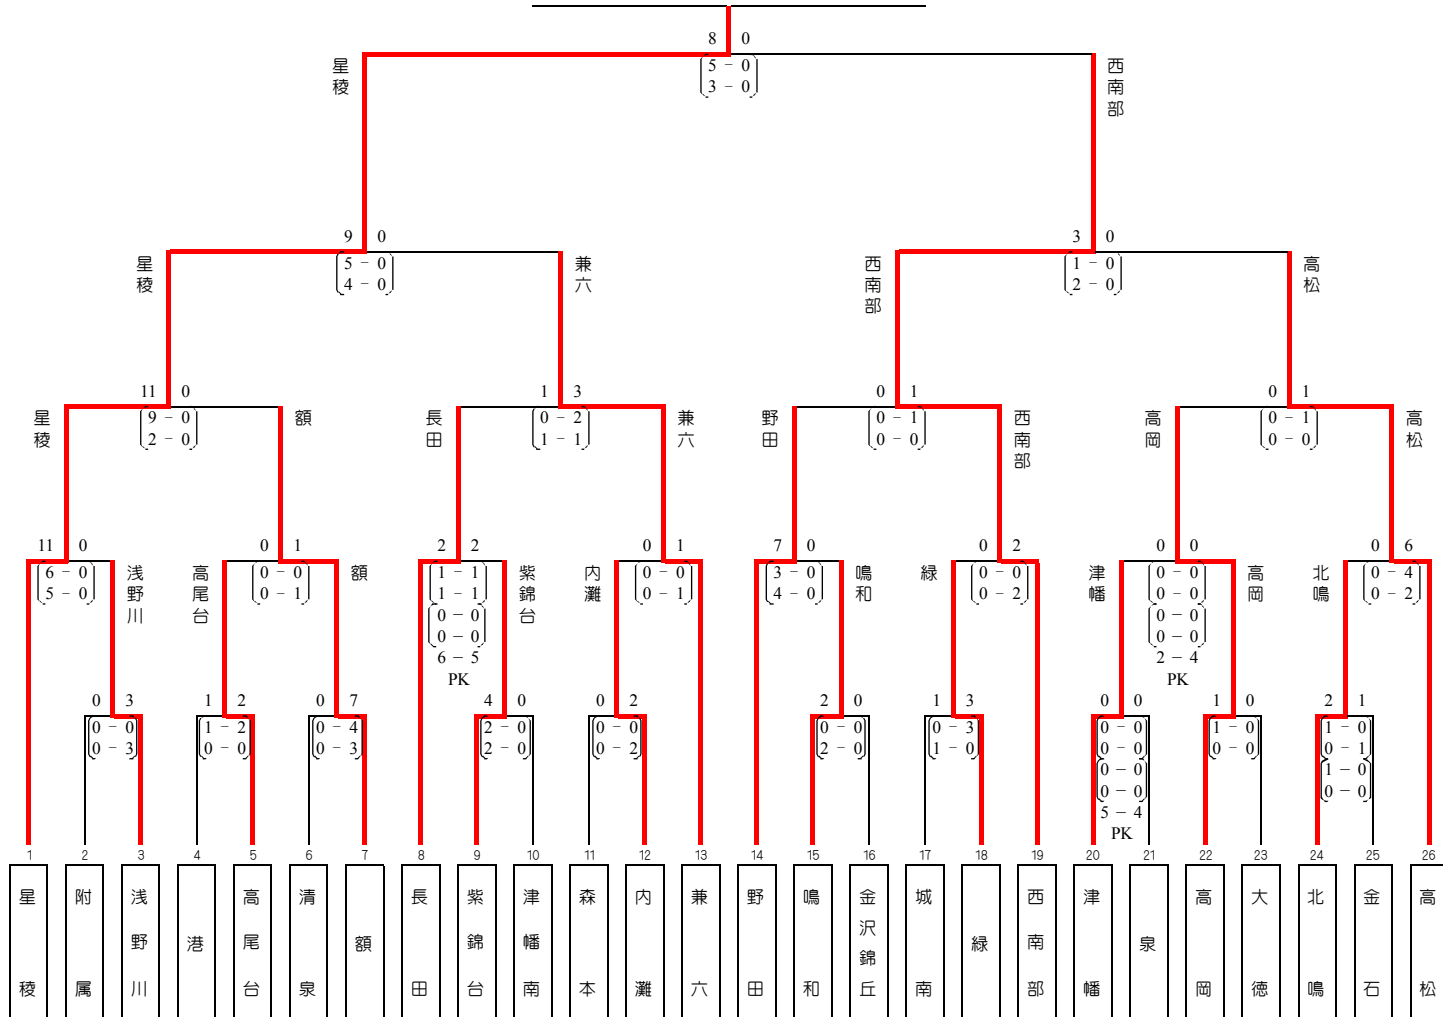 8 0
5 - 0
3 - 0
星稜
西南部
9 0
5 - 0
4 - 0
3 0
1 - 0
2 - 0
星稜
兼六
西南部
高松
11 0
9 - 0
2 - 0
1 3
0 - 2
1 - 1
0 1
0 - 1
0 - 0
0 1
0 - 1
0 - 0
星稜
額
長田
兼六
野田
西南部
高岡
高松
11 0
6 - 0
5 - 0
浅野川
高尾台
0 1
0 - 0
0 - 1
額
2 2
1 - 1
1 - 1
0 - 0
0 - 0
6 - 5
PK
紫錦台
内灘
0 1
0 - 0
0 - 1
7 0
3 - 0
4 - 0
鳴和
緑
0 2
0 - 0
0 - 2
津幡
0 0
0 - 0
0 - 0
0 - 0
0 - 0
2 - 4
PK
高岡
北鳴
0 6
0 - 4
0 - 2
0 3
0 - 0
0 - 3
1 2
1 - 2
0 - 0
0 7
0 - 4
0 - 3
4 0
2 - 0
2 - 0
0 2
0 - 0
0 - 2
2 0
0 - 0
2 - 0
1 3
0 - 3
1 - 0
0 0
0 - 0
0 - 0
0 - 0
0 - 0
5 - 4
PK
1 0
1 - 0
0 - 0
2 1
1 - 0
0 - 1
1 - 0
0 - 0
1 2 3 4 5 6 7 8 9 10 11 12 13 14 15 16 17 18 19 20 21 22 23 24 25 26
星稜
附属
浅野川
港
高尾台
清泉
額
長田
紫錦台
津幡南
森本
内灘
兼六
野田
鳴和
金沢錦丘
城南
緑
西南部
津幡
泉
高岡
大徳
北鳴
金石
高松